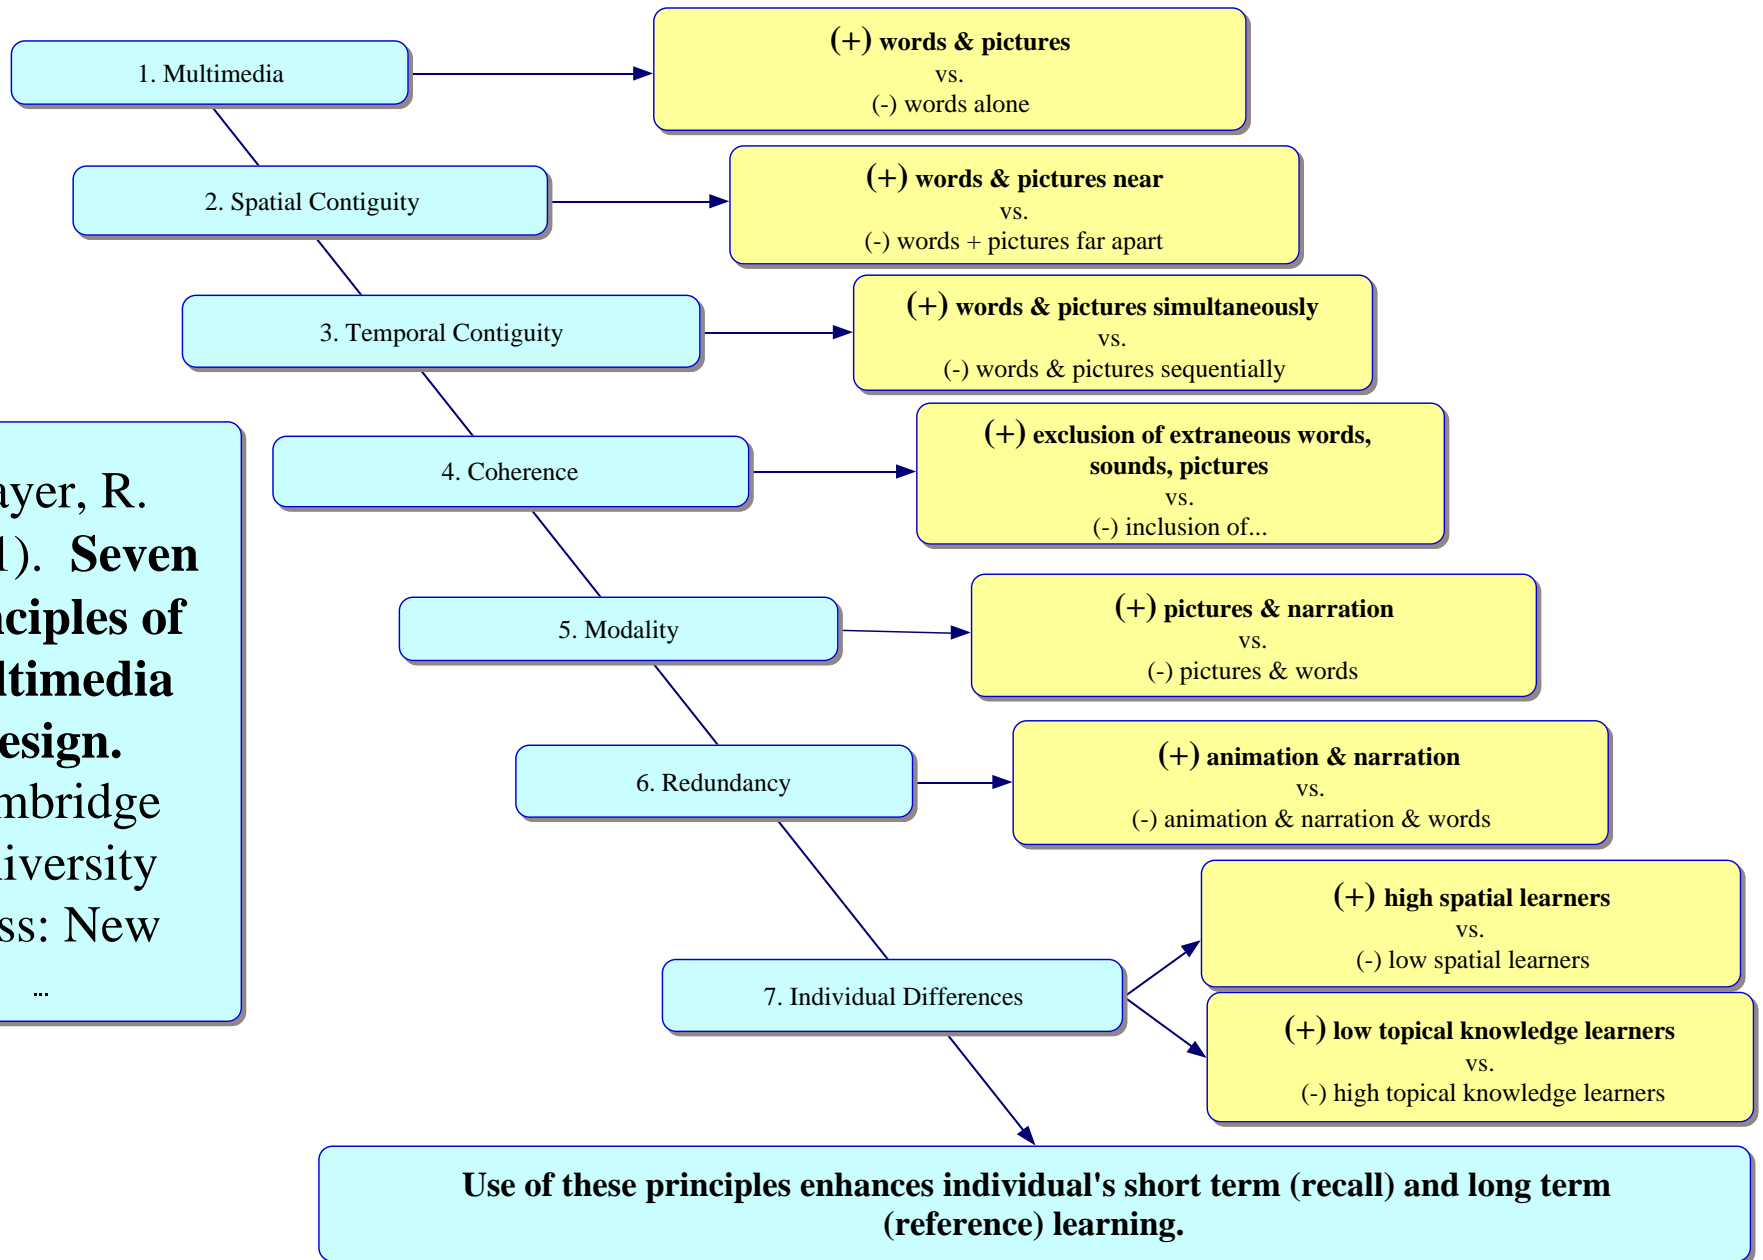 1. Multimedia
(+) words & pictures
vs.
(-) words alone
2. Spatial Contiguity
(+) words & pictures near
vs.
(-) words + pictures far apart
3. Temporal Contiguity
(+) words & pictures simultaneously
vs.
(-) words & pictures sequentially
4. Coherence
(+) exclusion of extraneous words,
sounds, pictures
vs.
(-) inclusion of...
5. Modality
(+) pictures & narration
vs.
(-) pictures & words
6. Redundancy
(+) animation & narration
vs.
(-) animation & narration & words
7. Individual Differences
(+) high spatial learners
vs.
(-) low spatial learners
(+) low topical knowledge learners
vs.
(-) high topical knowledge learners
ayer, R.
1). Seven
nciples of
ltimedia
esign.
mbridge
niversity
ss: New
...
Use of these principles enhances individual's short term (recall) and long term
(reference) learning.